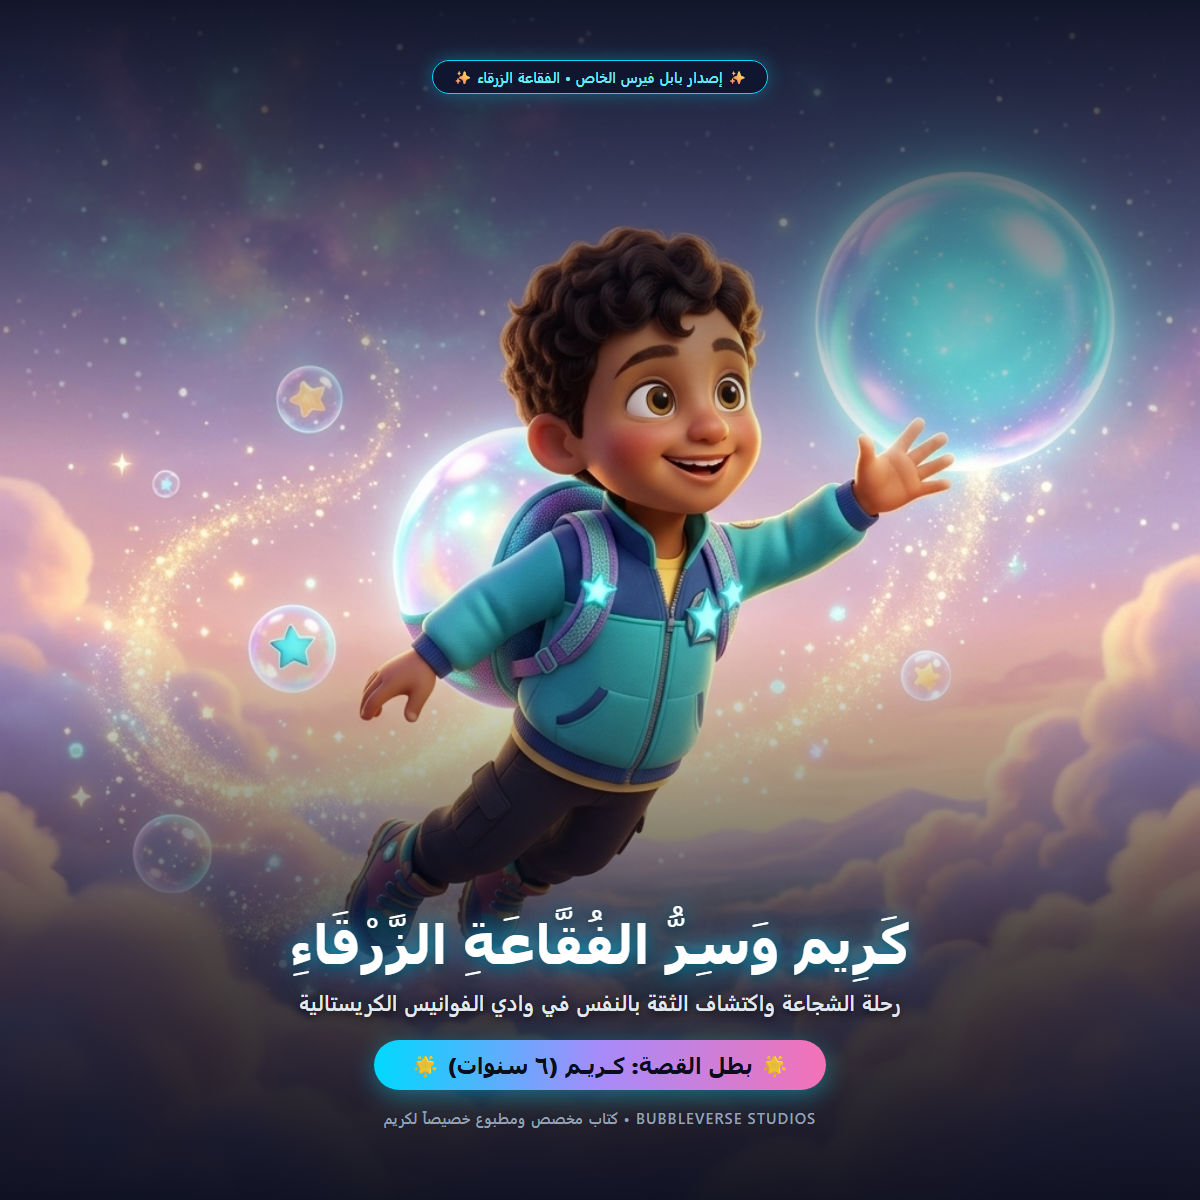 ✨ إصدار بابل فيرس الخاص • الفقاعة الزرقاء ✨
كَرِيم وَسِرُّ الفُقَّاعَةِ الزَّرْقَاءِ
رحلة الشجاعة واكتشاف الثقة بالنفس في وادي الفوانيس الكريستالية
🌟 بطل القصة: كـريـم (٦ سـنوات) 🌟
BUBBLEVERSE STUDIOS • كتاب مخصص ومطبوع خصيصاً لكريم